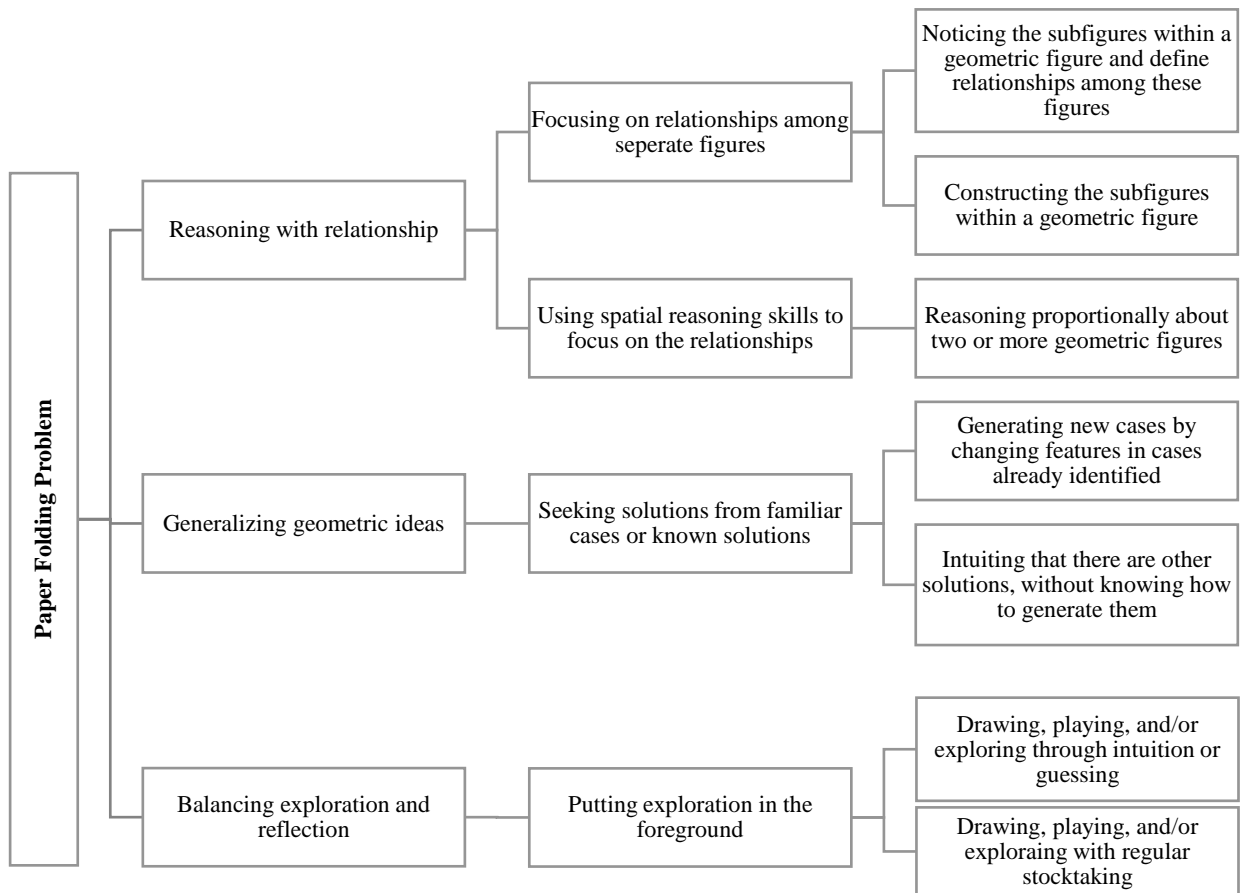 Paper Folding Problem
Reasoning with relationship
Focusing on relationships among
seperate figures
Noticing the subfigures within a
geometric figure and define
relationships among these
figures
Constructing the subfigures
within a geometric figure
Using spatial reasoning skills to
focus on the relationships
Reasoning proportionally about
two or more geometric figures
Generalizing geometric ideas
Seeking solutions from familiar
cases or known solutions
Generating new cases by
changing features in cases
already identified
Intuiting that there are other
solutions, without knowing how
to generate them
Balancing exploration and
reflection
Putting exploration in the
foreground
Drawing, playing, and/or
exploring through intuition or
guessing
Drawing, playing, and/or
exploraing with regular
stocktaking